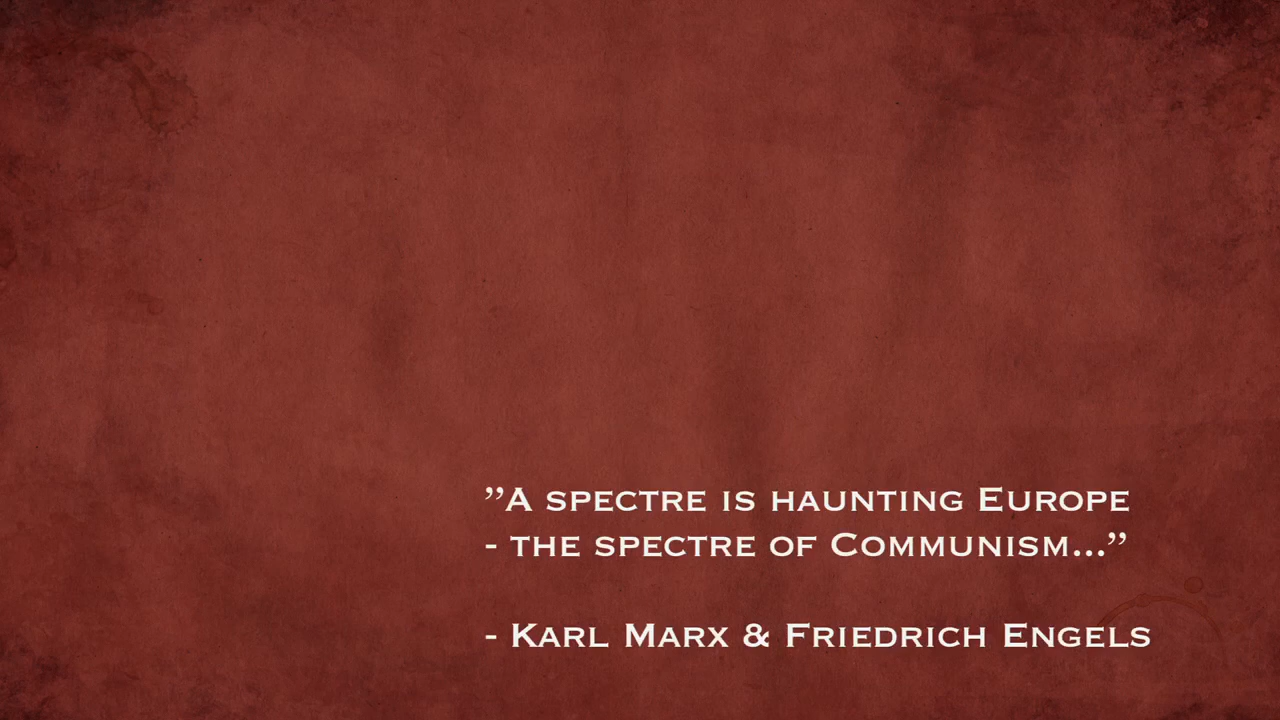 ”A spectre is haunting Europe
- the spectre of Communism...”
- Karl Marx & Friedrich Engels